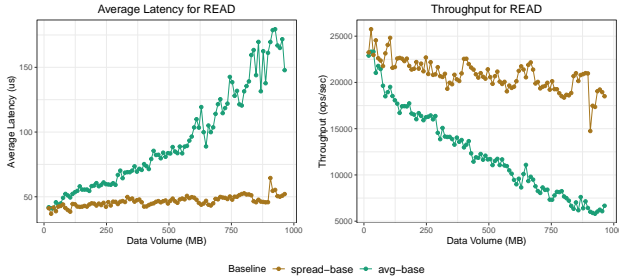 Average Latency for READ
Average Latency (us)
150
100
50
0
250
500
750
1000
Data Volume (MB)
Throughput for READ
Throughput (ops/sec)
25000
20000
15000
10000
5000
0
250
500
750
1000
Data Volume (MB)
Baseline spread-base avg-base